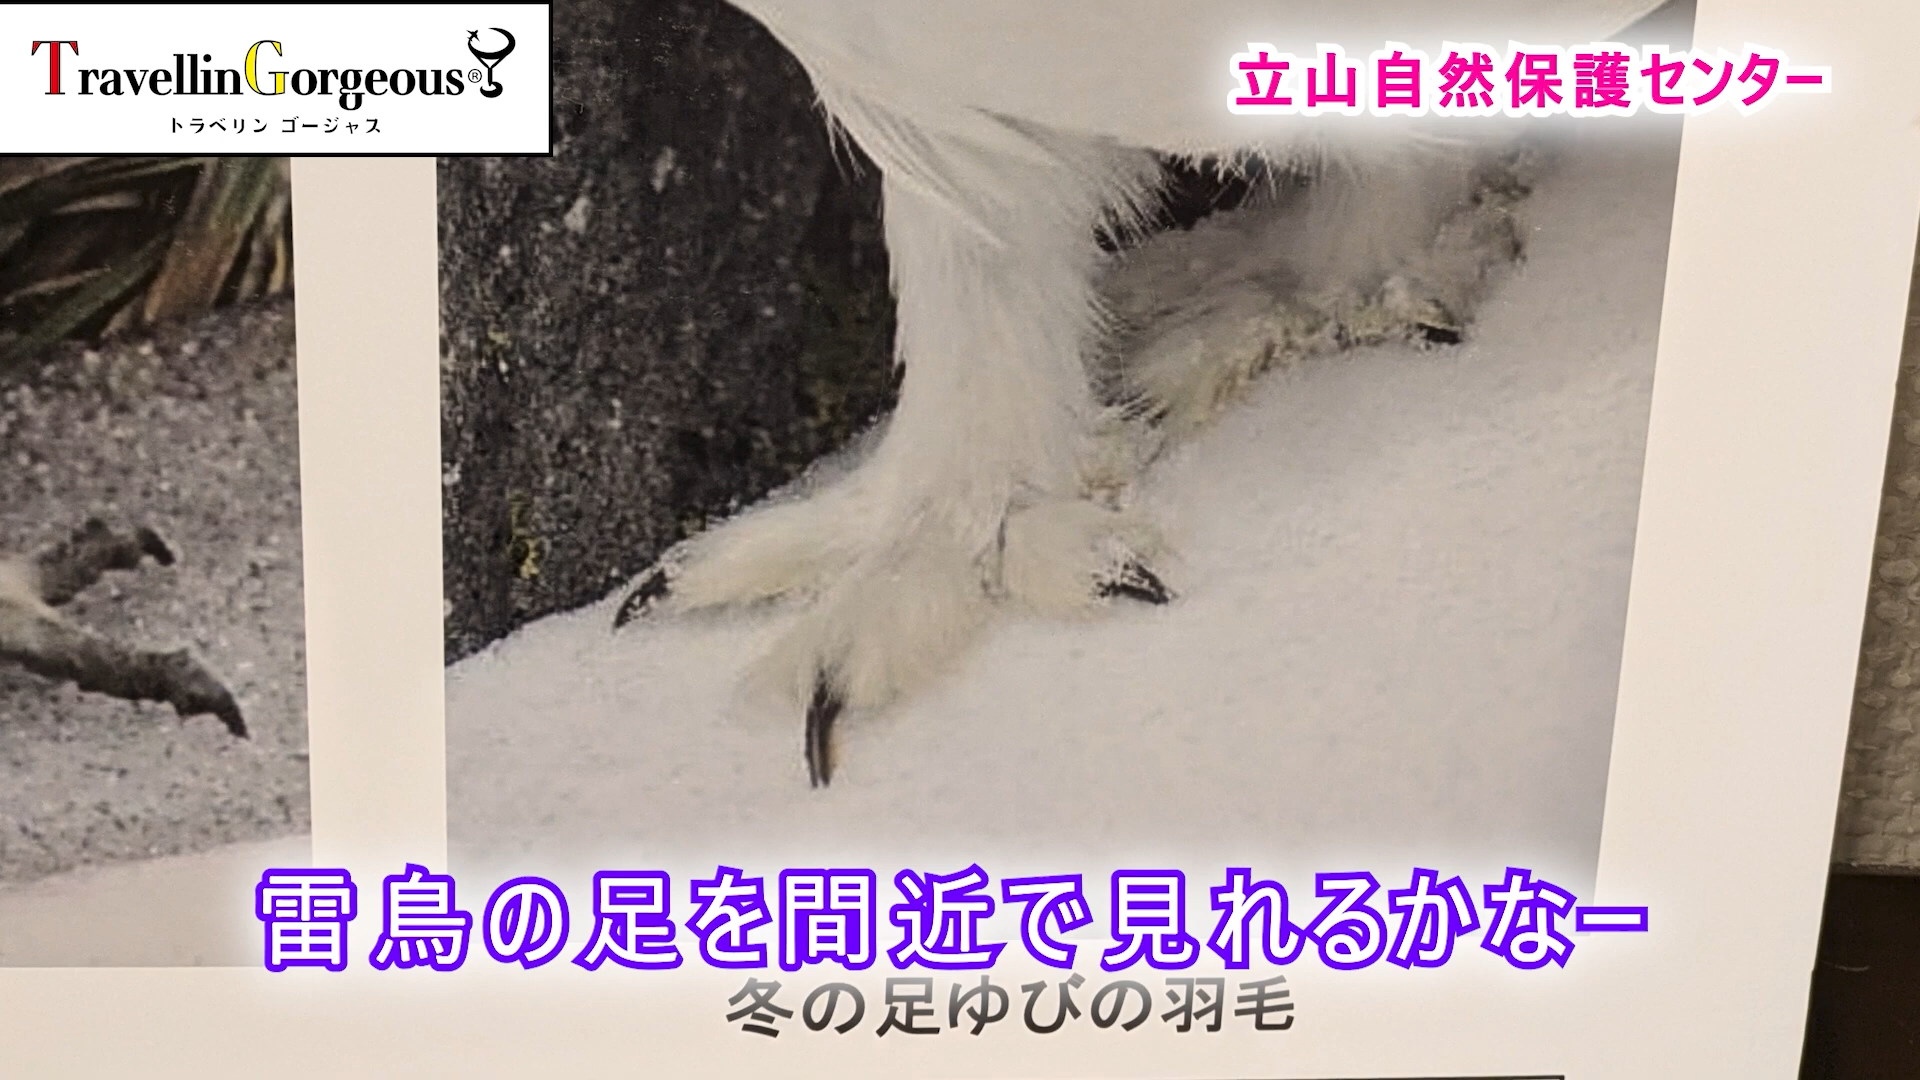 TravellinGorgeous®
トラベリン ゴージャス
立山自然保護センター
雷鳥の足を間近で見れるかなー
冬の足ゆびの羽毛